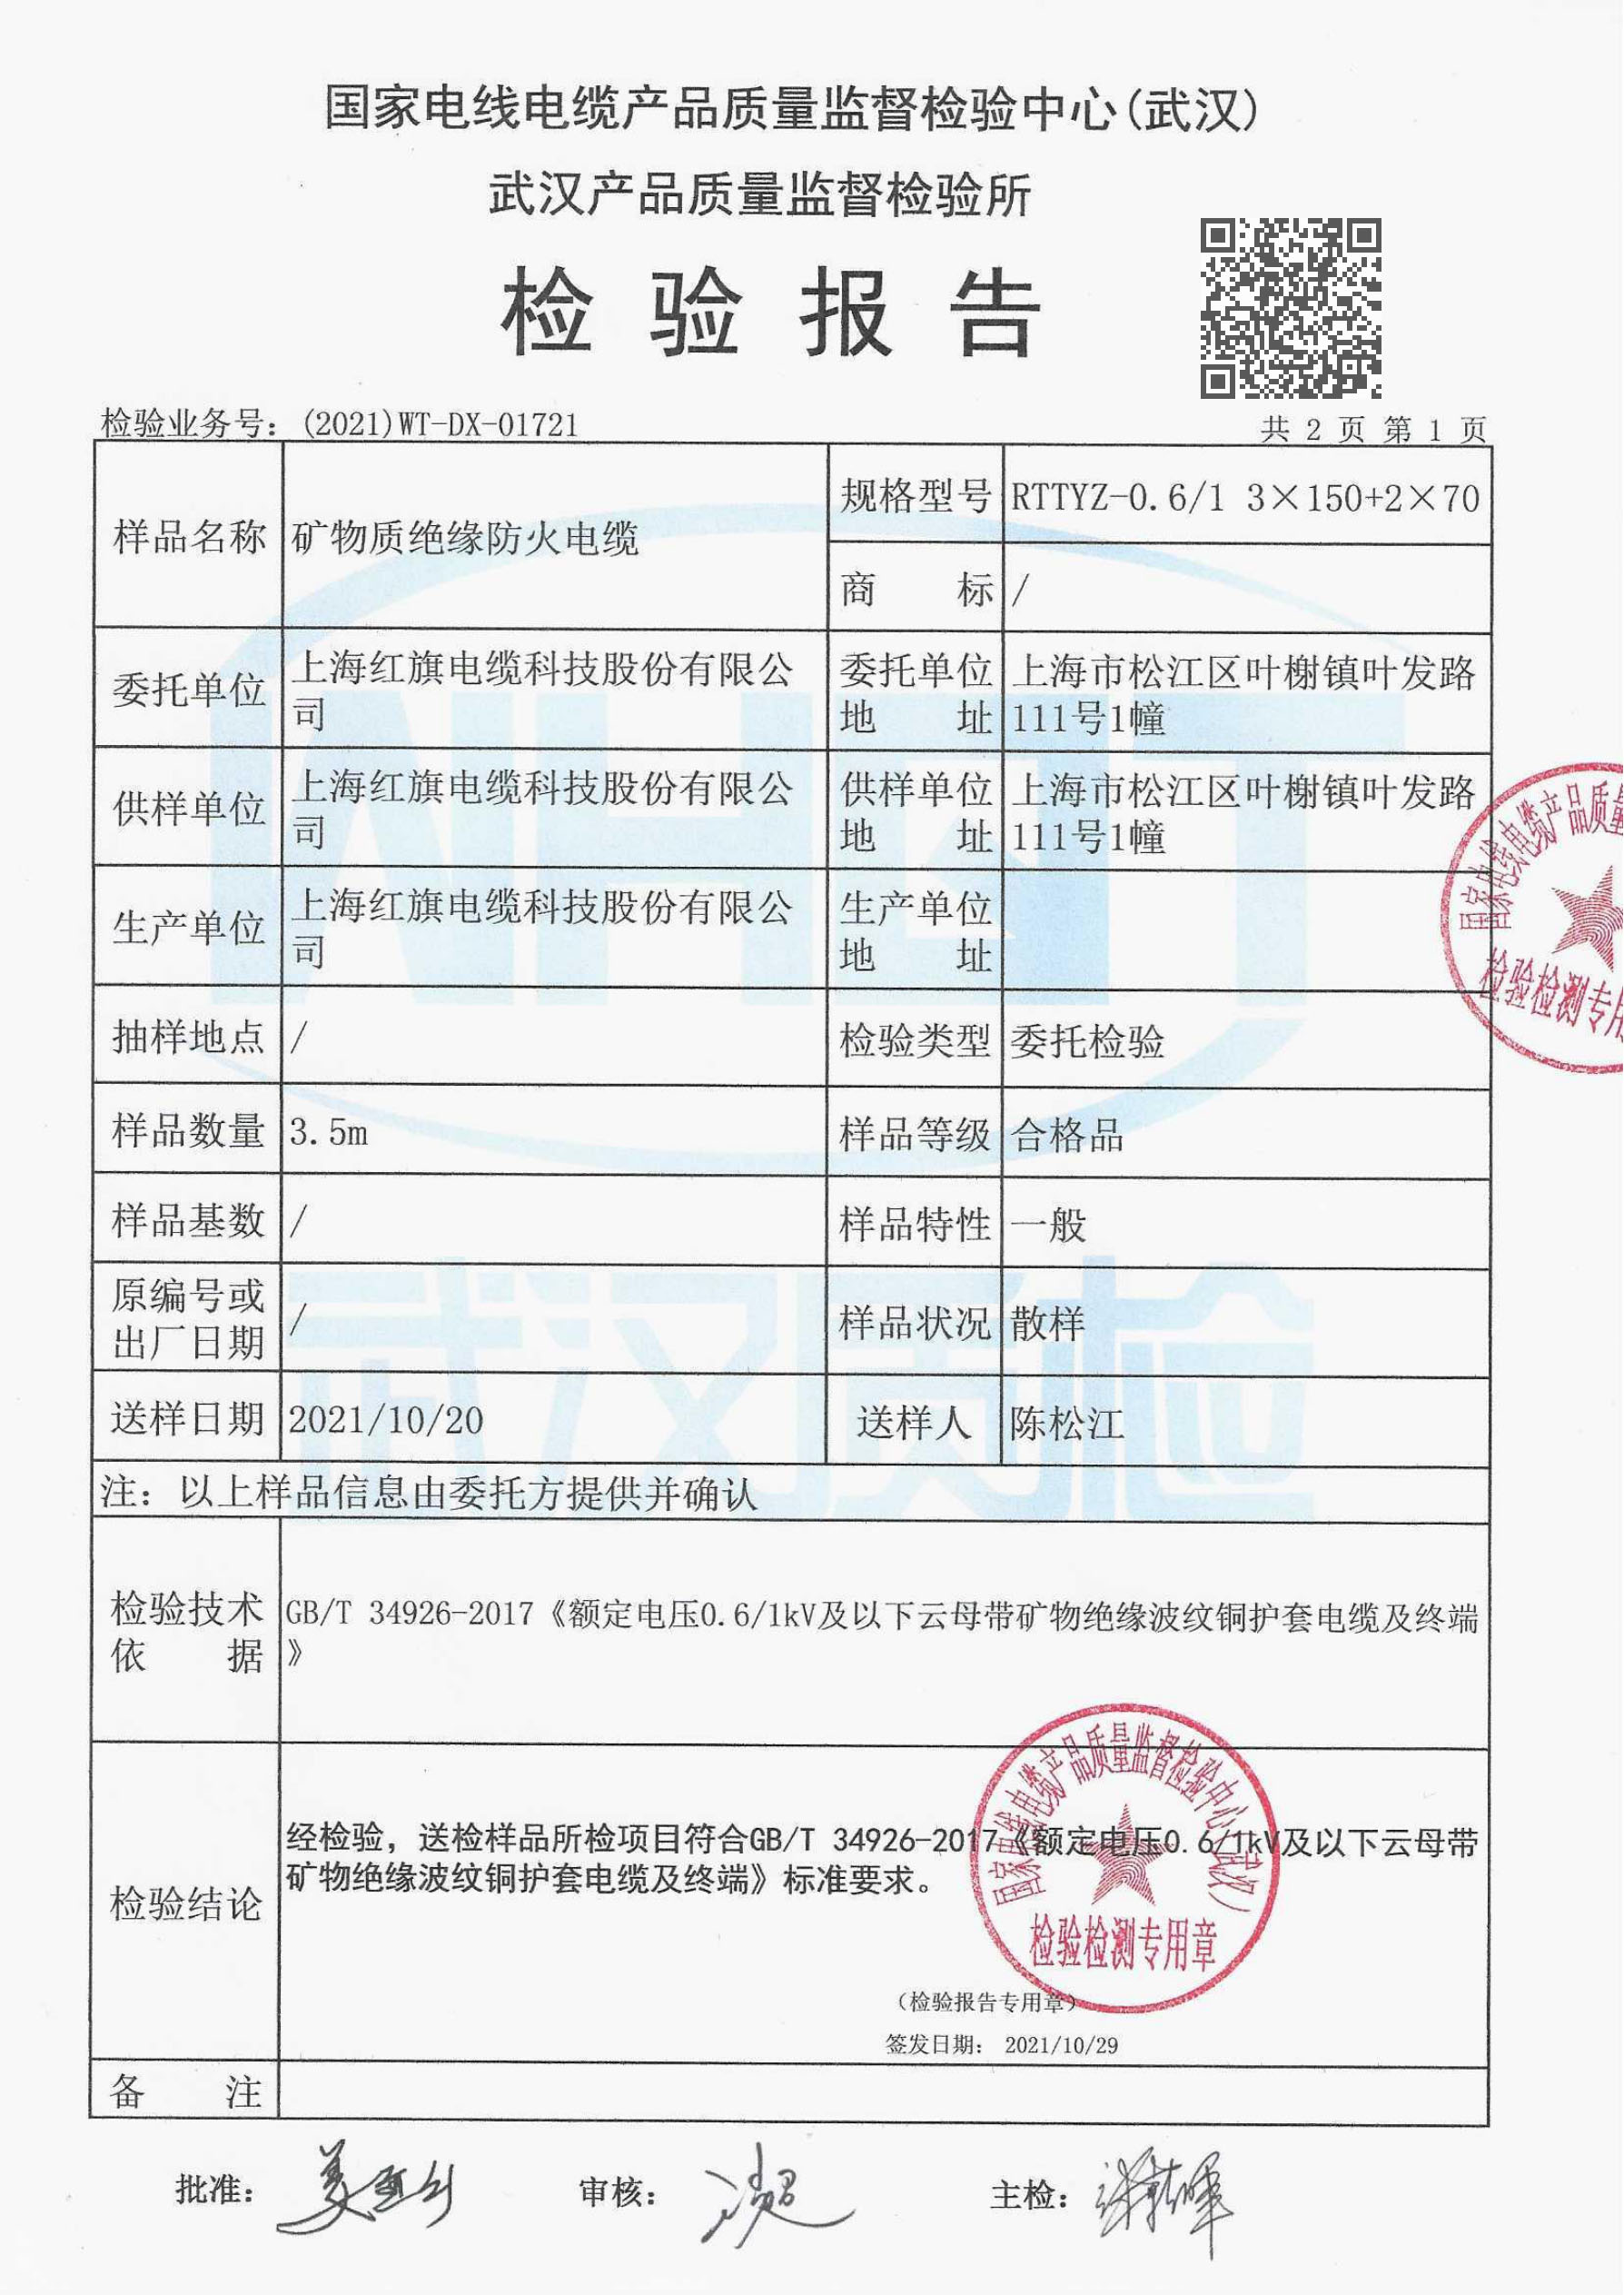 国家电线电缆产品质量监督检验中心(武汉)
武汉产品质量监督检验所
检验报告
检验业务号：(2021)WT-DX-01721
共 2 页 第 1 页
样品名称
矿物质绝缘防火电缆
规格型号
RTTYZ-0.6/1 3×150+2×70
商 标
/
委托单位
上海红旗电缆科技股份有限公
司
委托单位
地 址
上海市松江区叶榭镇叶发路
111号1幢
供样单位
上海红旗电缆科技股份有限公
司
供样单位
地 址
上海市松江区叶榭镇叶发路
111号1幢
生产单位
上海红旗电缆科技股份有限公
司
生产单位
地 址
抽样地点
/
检验类型
委托检验
样品数量
3.5m
样品等级
合格品
样品基数
/
样品特性
一般
原编号或
出厂日期
/
样品状况
散样
送样日期
2021/10/20
送样人
陈松江
注：以上样品信息由委托方提供并确认
检验技术
依 据
GB/T 34926-2017《额定电压0.6/1kV及以下云母带矿物绝缘波纹铜护套电缆及终端
》
检验结论
经检验，送检样品所检项目符合GB/T 34926-2017《额定电压0.6/1kV及以下云母带
矿物绝缘波纹铜护套电缆及终端》标准要求。
国家电线电缆产品质量监督检验中心(武汉)
检验检测专用章
（检验报告专用章）
签发日期： 2021/10/29
备 注
批准：
审核：
主检：
国家电线电缆产品质量
检验检测专用
武汉质检